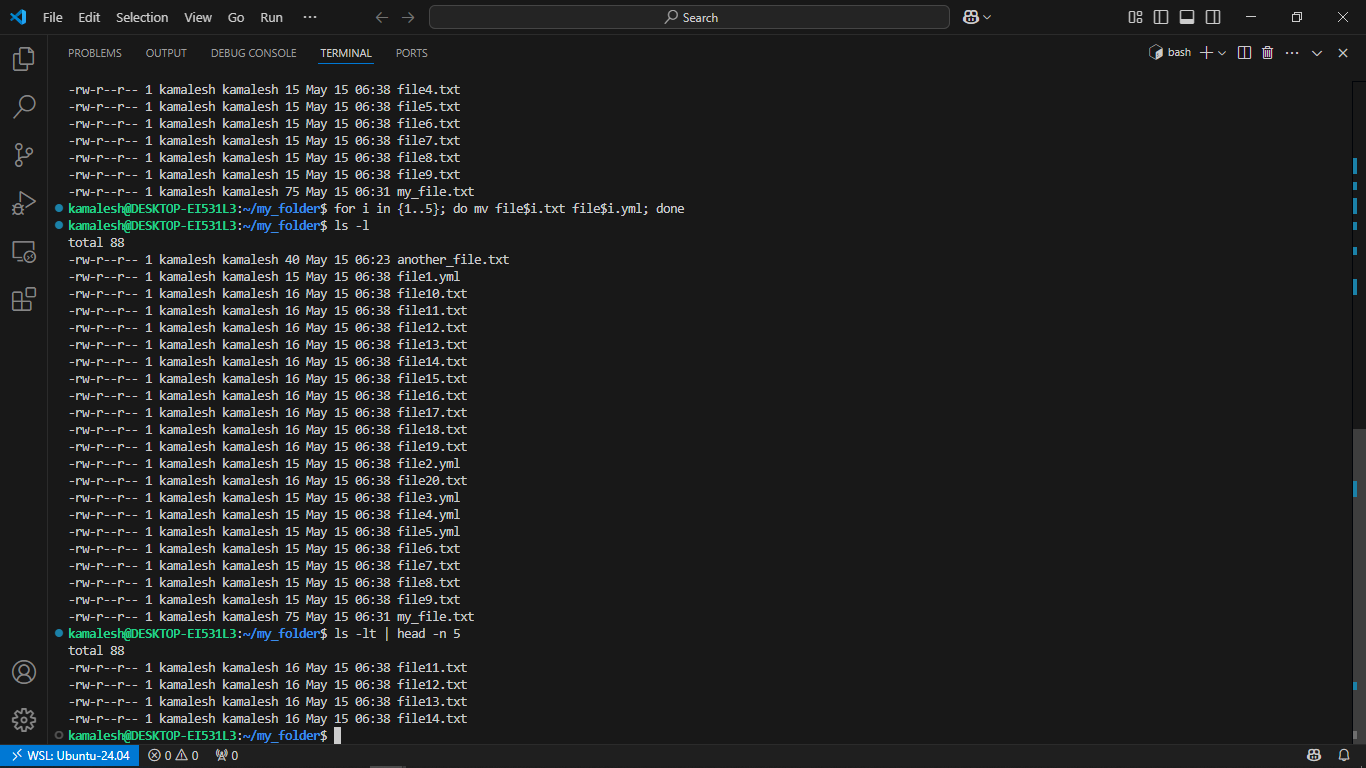 File Edit Selection View Go Run ··· Search
PROBLEMS OUTPUT DEBUG CONSOLE TERMINAL PORTS bash
-rw-r--r-- 1 kamalesh kamalesh 15 May 15 06:38 file4.txt
-rw-r--r-- 1 kamalesh kamalesh 15 May 15 06:38 file5.txt
-rw-r--r-- 1 kamalesh kamalesh 15 May 15 06:38 file6.txt
-rw-r--r-- 1 kamalesh kamalesh 15 May 15 06:38 file7.txt
-rw-r--r-- 1 kamalesh kamalesh 15 May 15 06:38 file8.txt
-rw-r--r-- 1 kamalesh kamalesh 15 May 15 06:38 file9.txt
-rw-r--r-- 1 kamalesh kamalesh 75 May 15 06:31 my_file.txt
kamalesh@DESKTOP-EI531L3:~/my_folder$ for i in {1..5}; do mv file$i.txt file$i.yml; done
kamalesh@DESKTOP-EI531L3:~/my_folder$ ls -l
total 88
-rw-r--r-- 1 kamalesh kamalesh 40 May 15 06:23 another_file.txt
-rw-r--r-- 1 kamalesh kamalesh 15 May 15 06:38 file1.yml
-rw-r--r-- 1 kamalesh kamalesh 16 May 15 06:38 file10.txt
-rw-r--r-- 1 kamalesh kamalesh 16 May 15 06:38 file11.txt
-rw-r--r-- 1 kamalesh kamalesh 16 May 15 06:38 file12.txt
-rw-r--r-- 1 kamalesh kamalesh 16 May 15 06:38 file13.txt
-rw-r--r-- 1 kamalesh kamalesh 16 May 15 06:38 file14.txt
-rw-r--r-- 1 kamalesh kamalesh 16 May 15 06:38 file15.txt
-rw-r--r-- 1 kamalesh kamalesh 16 May 15 06:38 file16.txt
-rw-r--r-- 1 kamalesh kamalesh 16 May 15 06:38 file17.txt
-rw-r--r-- 1 kamalesh kamalesh 16 May 15 06:38 file18.txt
-rw-r--r-- 1 kamalesh kamalesh 16 May 15 06:38 file19.txt
-rw-r--r-- 1 kamalesh kamalesh 15 May 15 06:38 file2.yml
-rw-r--r-- 1 kamalesh kamalesh 16 May 15 06:38 file20.txt
-rw-r--r-- 1 kamalesh kamalesh 15 May 15 06:38 file3.yml
-rw-r--r-- 1 kamalesh kamalesh 15 May 15 06:38 file4.yml
-rw-r--r-- 1 kamalesh kamalesh 15 May 15 06:38 file5.yml
-rw-r--r-- 1 kamalesh kamalesh 15 May 15 06:38 file6.txt
-rw-r--r-- 1 kamalesh kamalesh 15 May 15 06:38 file7.txt
-rw-r--r-- 1 kamalesh kamalesh 15 May 15 06:38 file8.txt
-rw-r--r-- 1 kamalesh kamalesh 15 May 15 06:38 file9.txt
-rw-r--r-- 1 kamalesh kamalesh 75 May 15 06:31 my_file.txt
kamalesh@DESKTOP-EI531L3:~/my_folder$ ls -lt | head -n 5
total 88
-rw-r--r-- 1 kamalesh kamalesh 16 May 15 06:38 file11.txt
-rw-r--r-- 1 kamalesh kamalesh 16 May 15 06:38 file12.txt
-rw-r--r-- 1 kamalesh kamalesh 16 May 15 06:38 file13.txt
-rw-r--r-- 1 kamalesh kamalesh 16 May 15 06:38 file14.txt
kamalesh@DESKTOP-EI531L3:~/my_folder$
WSL: Ubuntu-24.04 0 0 0